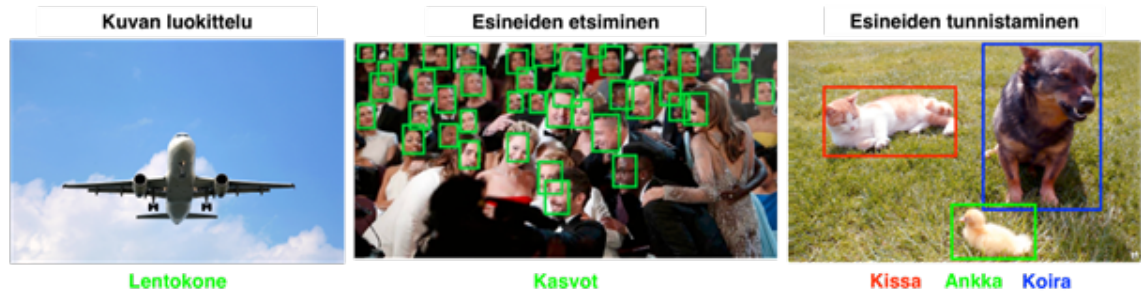 Kuvan luokittelu
Esineiden etsiminen
Esineiden tunnistaminen
Lentokone
Kasvot
Kissa Ankka Koira